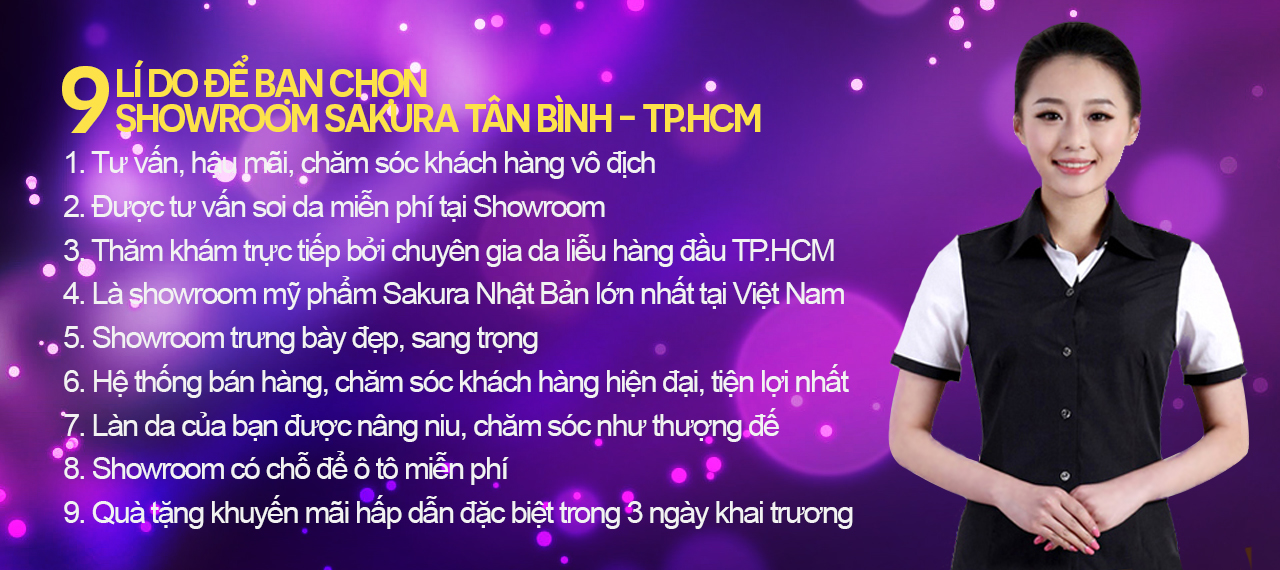 9 LÍ DO ĐỂ BẠN CHỌN
SHOWROOM SAKURA TÂN BÌNH - TP.HCM
1. Tư vấn, hậu mãi, chăm sóc khách hàng vô địch
2. Được tư vấn soi da miễn phí tại Showroom
3. Thăm khám trực tiếp bởi chuyên gia da liễu hàng đầu TP.HCM
4. Là showroom mỹ phẩm Sakura Nhật Bản lớn nhất tại Việt Nam
5. Showroom trưng bày đẹp, sang trọng
6. Hệ thống bán hàng, chăm sóc khách hàng hiện đại, tiện lợi nhất
7. Làn da của bạn được nâng niu, chăm sóc như thượng đế
8. Showroom có chỗ để ô tô miễn phí
9. Quà tặng khuyến mãi hấp dẫn đặc biệt trong 3 ngày khai trương